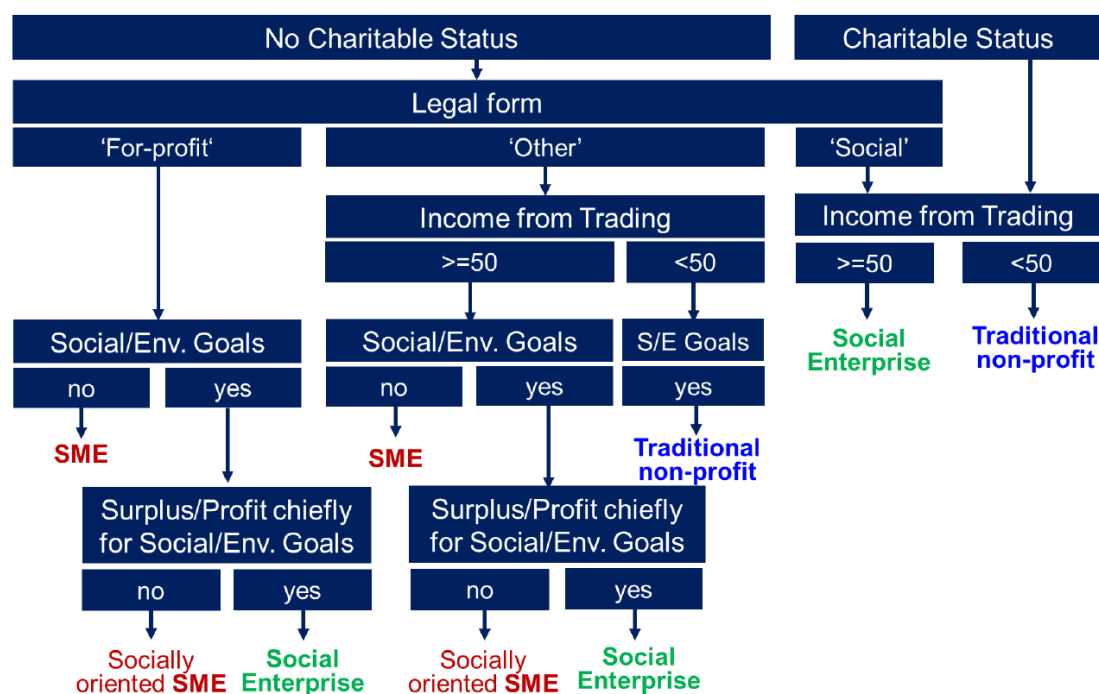 No Charitable Status
Charitable Status
Legal form
'For-profit‘
‘Other’
‘Social’
Income from Trading
Income from Trading
>=50
<50
>=50
<50
Social/Env. Goals
Social/Env. Goals
S/E Goals
Social
Enterprise
Traditional
non-profit
no
yes
no
yes
yes
SME
SME
Traditional
non-profit
Surplus/Profit chiefly
for Social/Env. Goals
Surplus/Profit chiefly
for Social/Env. Goals
no
yes
no
yes
Socially
oriented SME
Social
Enterprise
Socially
oriented SME
Social
Enterprise